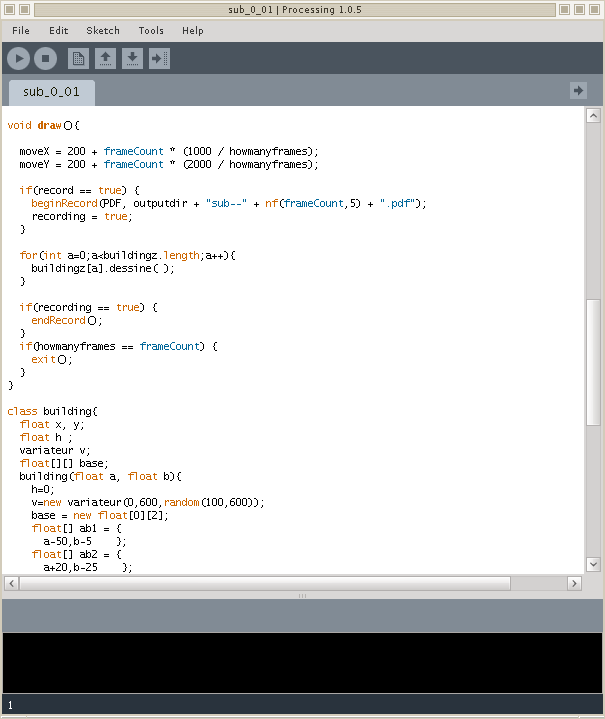 sub_0_01 | Processing 1.0.5
File Edit Sketch Tools Help
sub_0_01
void draw(){
moveX = 200 + frameCount * (1000 / howmanyframes);
moveY = 200 + frameCount * (2000 / howmanyframes);
if(record == true) {
beginRecord(PDF, outputdir + "sub--" + nf(frameCount,5) + ".pdf");
recording = true;
}
for(int a=0;a<buildingz.length;a++){
buildingz[a].dessine( );
}
if(recording == true) {
endRecord();
}
if(howmanyframes == frameCount) {
exit();
}
}
class building{
float x, y;
float h ;
variateur v;
float[][] base;
building(float a, float b){
h=0;
v=new variateur(0,600,random(100,600));
base = new float[0][2];
float[] ab1 = {
a-50,b-5    };
float[] ab2 = {
a+20,b-25    };
1